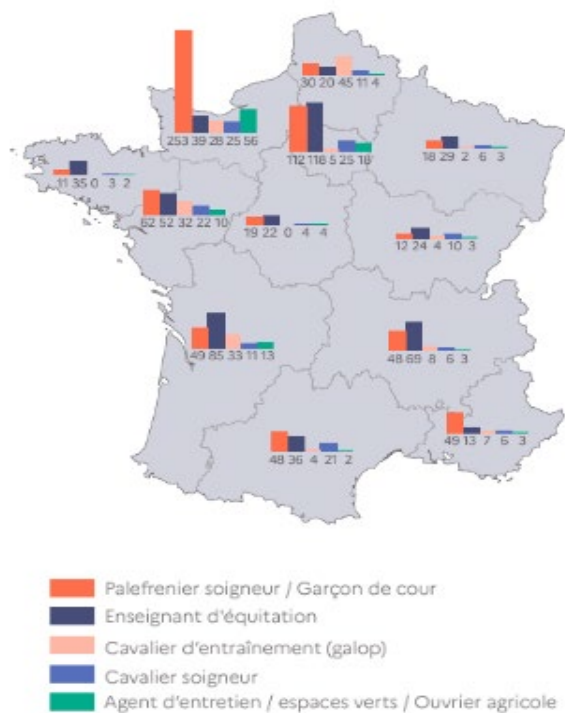 30 20 45 11 4
253 39 28 25 56
112 118 5 25 18
18 29 2 6 3
11 35 0 3 2
62 52 32 22 10
19 22 0 4 4
12 24 4 10 3
49 85 33 11 13
48 69 8 6 3
49 13 7 6 3
48 36 4 21 2
Palefrenier soigneur / Garçon de cour
Enseignant d'équitation
Cavalier d'entraînement (galop)
Cavalier soigneur
Agent d'entretien / espaces verts / Ouvrier agricole